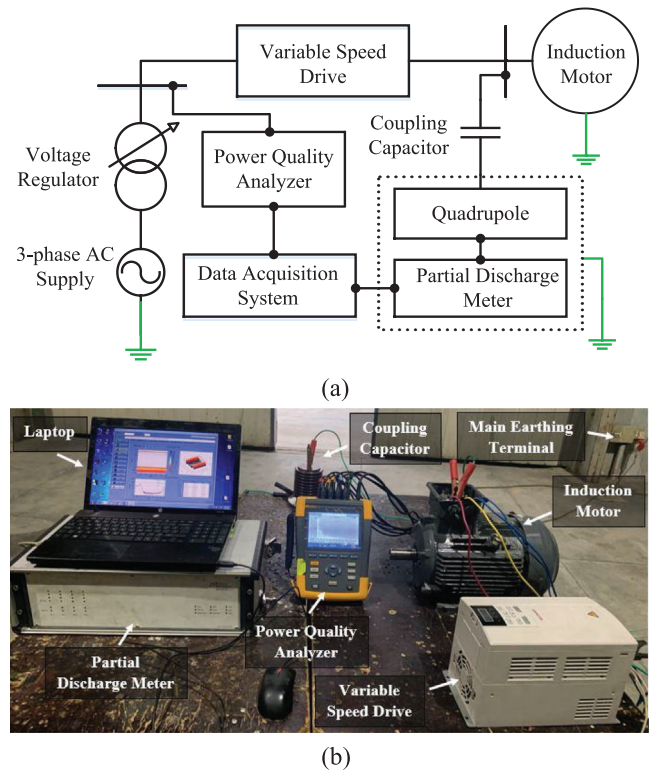 Variable Speed
Drive
Induction
Motor
Coupling
Capacitor
Voltage
Regulator
Power Quality
Analyzer
Quadrupole
3-phase AC
Supply
Data Acquisition
System
Partial Discharge
Meter
(a)
Laptop
Coupling
Capacitor
Main Earthing
Terminal
Induction
Motor
Power Quality
Analyzer
Partial
Discharge Meter
Variable
Speed Drive
(b)